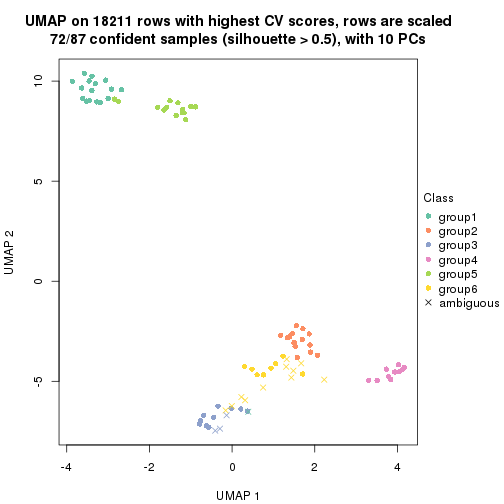 UMAP on 18211 rows with highest CV scores, rows are scaled
72/87 confident samples (silhouette > 0.5), with 10 PCs
10
5
0
-5
UMAP 2
-4
-2
0
2
4
UMAP 1
Class
group1
group2
group3
group4
group5
group6
ambiguous